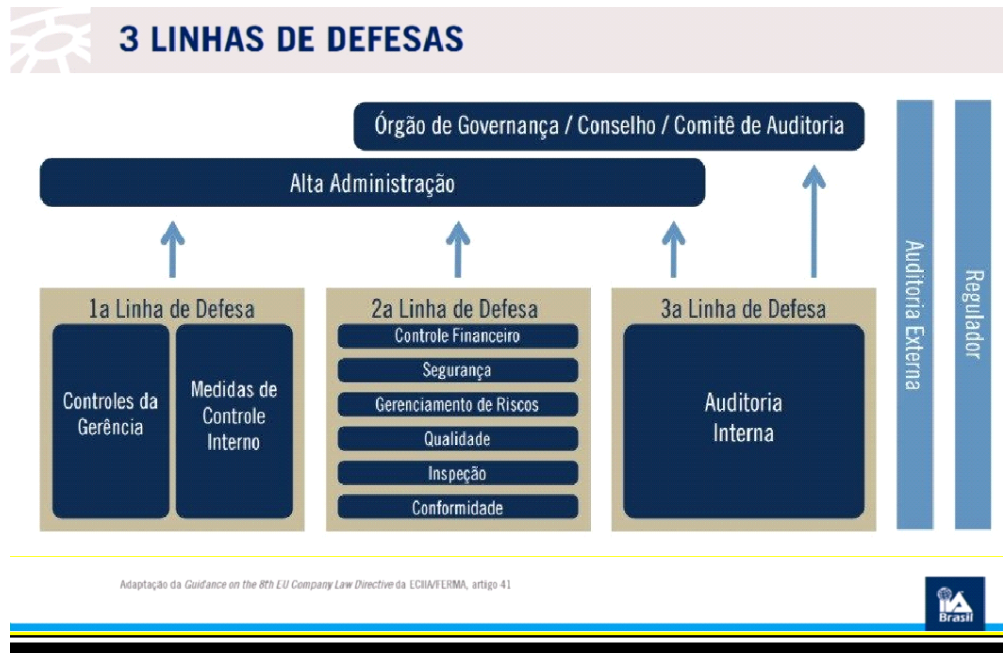 3 LINHAS DE DEFESAS
Órgão de Governança / Conselho / Comitê de Auditoria
Alta Administração
1a Linha de Defesa
Controles da
Gerência
Medidas de
Controle
Interno
2a Linha de Defesa
Controle Financeiro
Segurança
Gerenciamento de Riscos
Qualidade
Inspeção
Conformidade
3a Linha de Defesa
Auditoria
Interna
Auditoria Externa
Regulador
Adaptação da Guidance on the 8th EU Company Law Directive da ECIIA/FERMA, artigo 41
IIA
Brasil